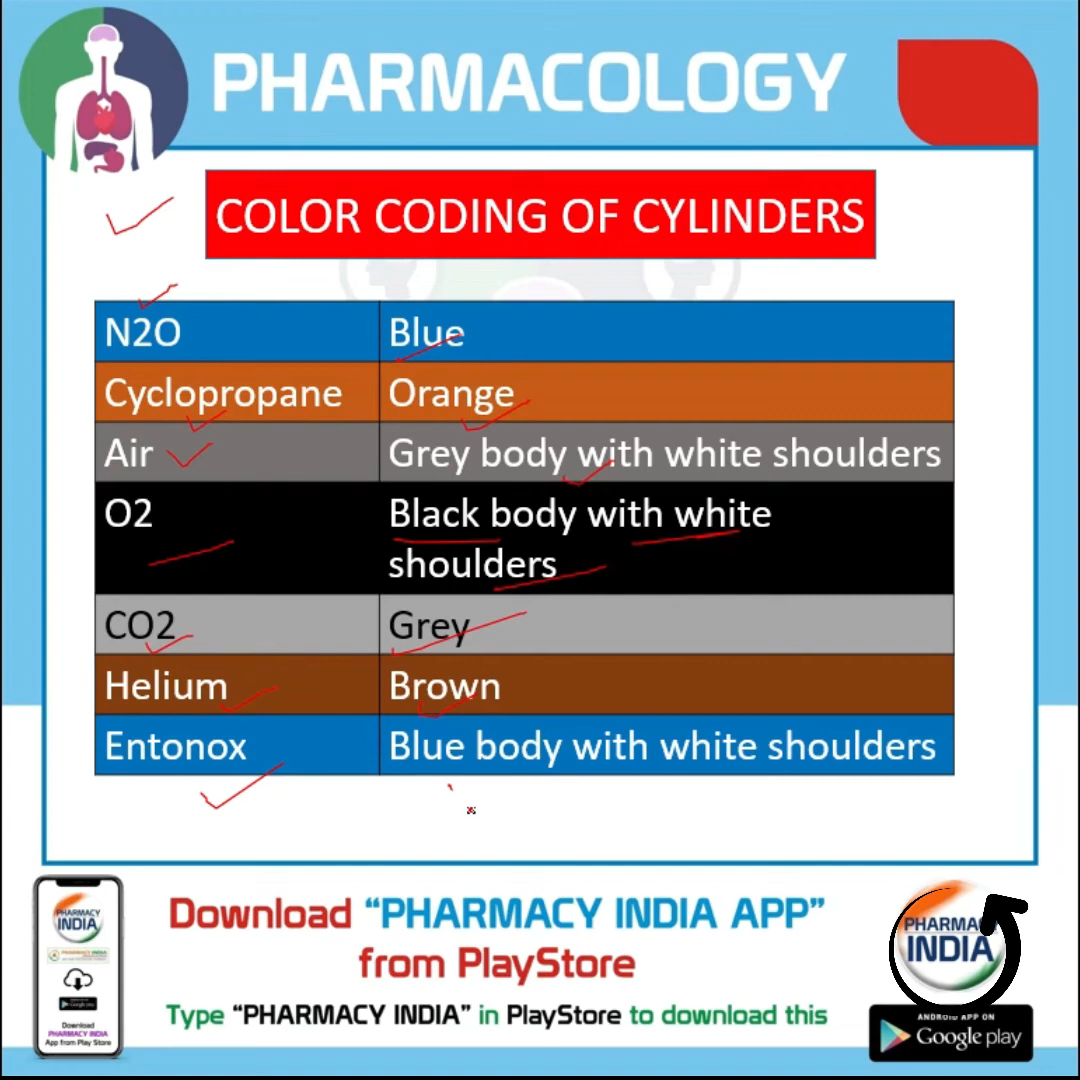 PHARMACOLOGY
COLOR CODING OF CYLINDERS
N2O Blue
Cyclopropane Orange
Air Grey body with white shoulders
O2 Black body with white
shoulders
CO2 Grey
Helium Brown
Entonox Blue body with white shoulders
PHARMACY
INDIA
Download
PHARMACY INDIA
App from Play Store
Download “PHARMACY INDIA APP”
from PlayStore
Type “PHARMACY INDIA” in PlayStore to download this
INDIA
ANDROID APP ON
Google play